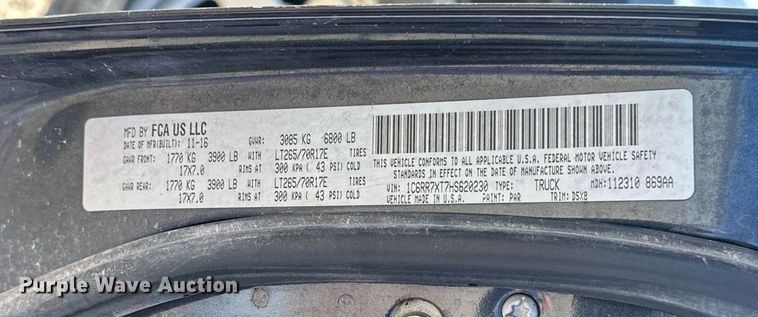 MFD BY FCA US LLC
DATE OF MFR(BUILT): 11-16 GVWR: 3085 KG 6800 LB
GAWR FRONT: 1770 KG 3900 LB WITH LT265/70R17E TIRES
17X7.0 RIMS AT 300 KPA ( 43 PSI) COLD
GAWR REAR: 1770 KG 3900 LB WITH LT265/70R17E TIRES
17X7.0 RIMS AT 300 KPA ( 43 PSI) COLD
THIS VEHICLE CONFORMS TO ALL APPLICABLE U.S.A. FEDERAL MOTOR VEHICLE SAFETY
STANDARDS IN EFFECT ON THE DATE OF MANUFACTURE SHOWN ABOVE.
VIN: 1C6RR7XT7HS620230 TYPE: TRUCK MDH: 112310 869AA
VEHICLE MADE IN U.S.A. PAINT: PAR TRIM: D5X8
Purple Wave Auction